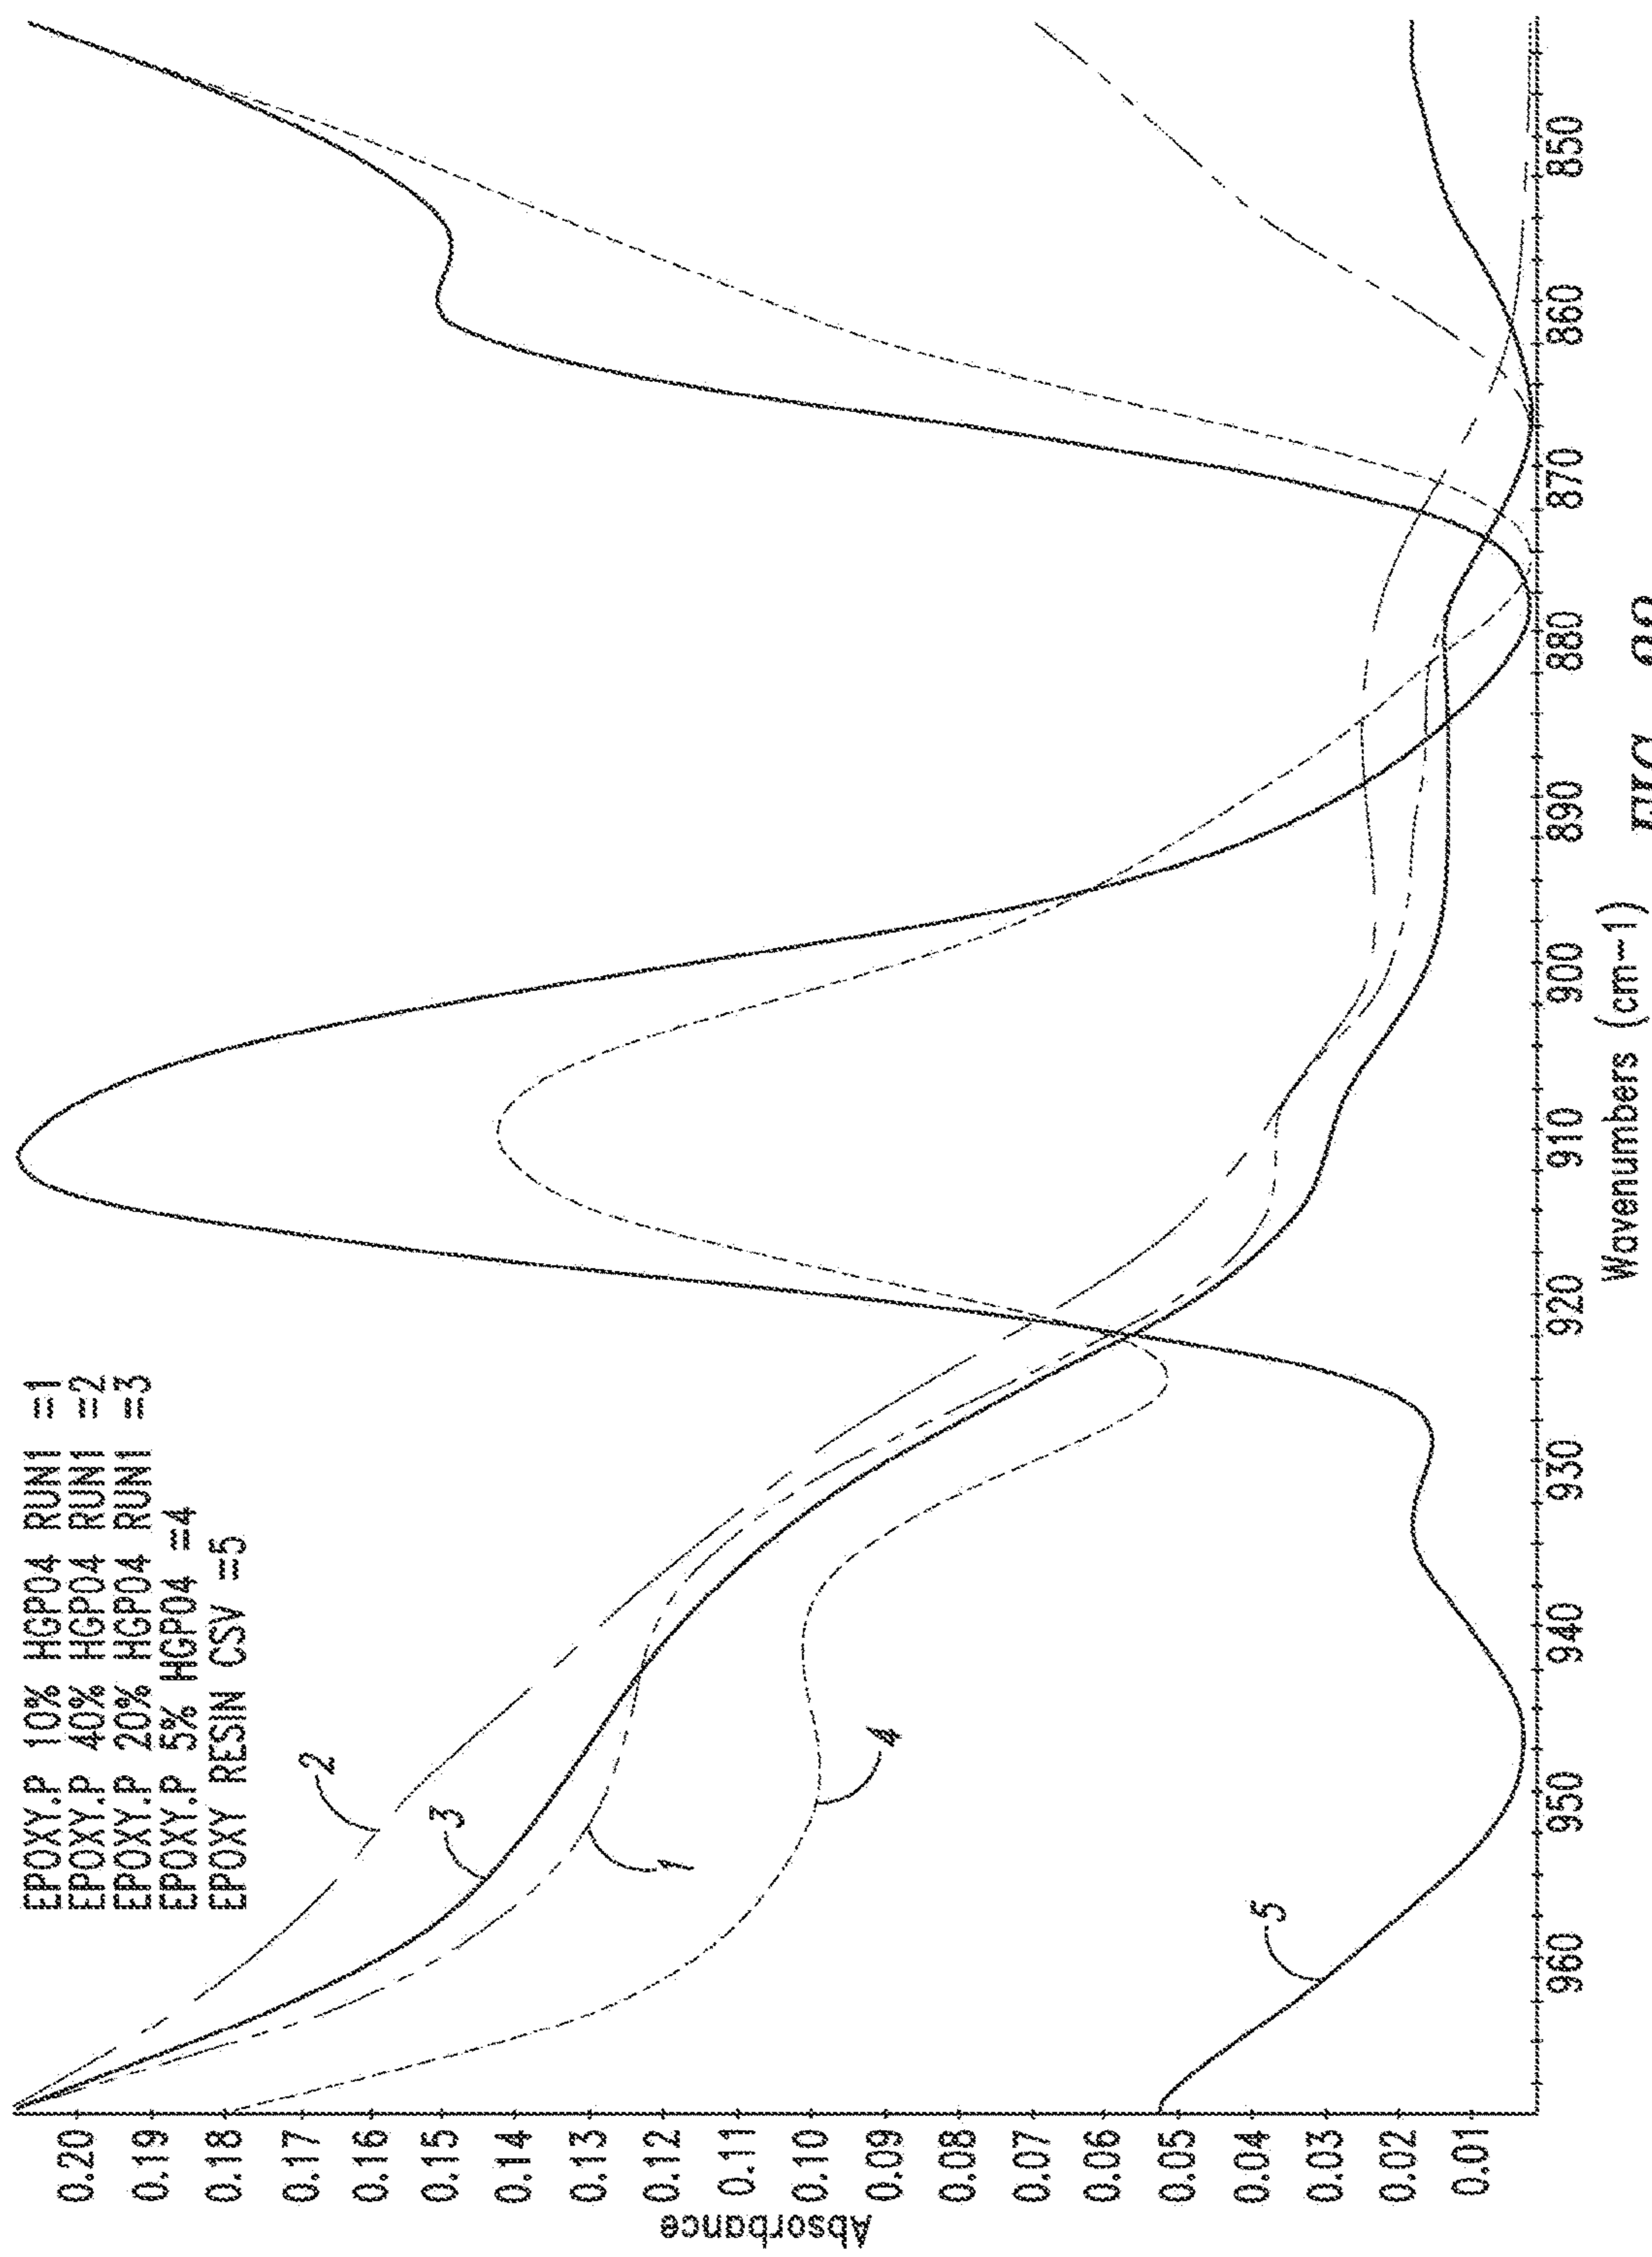 EPOXY.P 10% HGPO4 RUN1 =1
EPOXY.P 40% HGPO4 RUN1 =2
EPOXY.P 20% HGPO4 RUN1 =3
EPOXY.P 5% HGPO4 =4
EPOXY RESIN CSV =5
2
3
1
4
5
Absorbance
0.20
0.19
0.18
0.17
0.16
0.15
0.14
0.13
0.12
0.11
0.10
0.09
0.08
0.07
0.06
0.05
0.04
0.03
0.02
0.01
960 950 940 930 920 910 900 890 880 870 860 850
Wavenumbers (cm-1)
FIG.